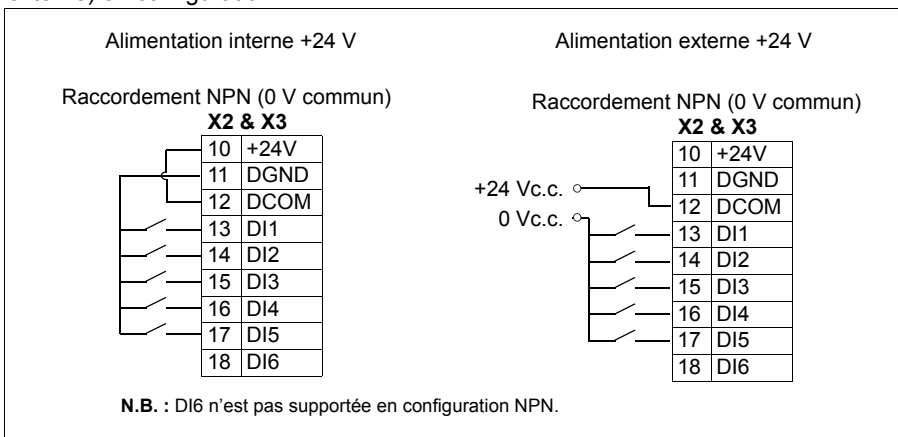 Alimentation interne +24 V
Raccordement NPN (0 V commun)
X2 & X3
10 +24V
11 DGND
12 DCOM
13 DI1
14 DI2
15 DI3
16 DI4
17 DI5
18 DI6
Alimentation externe +24 V
Raccordement NPN (0 V commun)
X2 & X3
+24 Vc.c.
0 Vc.c.
10 +24V
11 DGND
12 DCOM
13 DI1
14 DI2
15 DI3
16 DI4
17 DI5
18 DI6
N.B. : DI6 n'est pas supportée en configuration NPN.